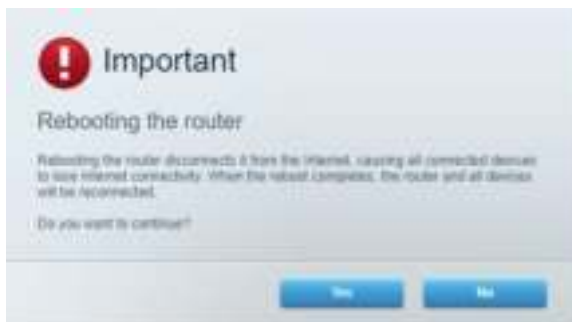 Important
Rebooting the router
Rebooting the router disconnects it from the Internet, causing all connected devices
to lose Internet connectivity. When the reboot completes, the router and all devices
will be reconnected.
Do you want to continue?
Yes
No